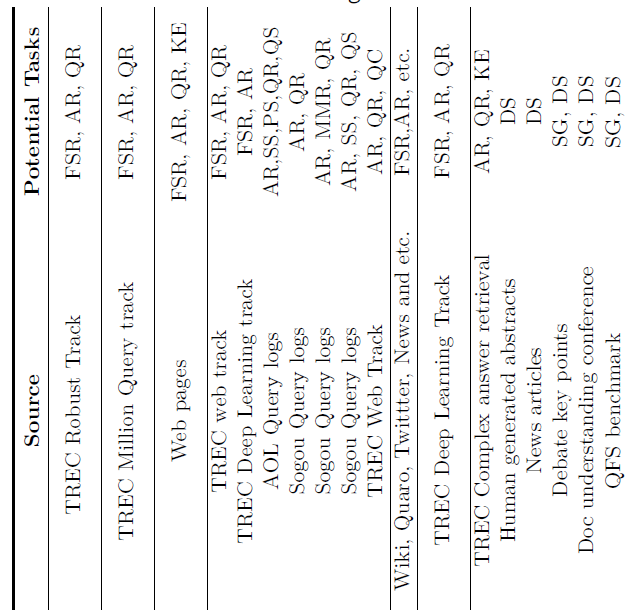 Source Potential Tasks
TREC Robust Track FSR, AR, QR
TREC Million Query track FSR, AR, QR
Web pages FSR, AR, QR, KE
TREC web track FSR, AR, QR
TREC Deep Learning track FSR, AR
AOL Query logs AR,SS,PS,QR,QS
Sogou Query logs AR, QR
Sogou Query logs AR, MMR, QR
Sogou Query logs AR, SS, QR, QS
TREC Web Track AR, QR, QC
Wiki, Quaro, Twittter, News and etc. FSR,AR, etc.
TREC Deep Learning Track FSR, AR, QR
TREC Complex answer retrieval AR, QR, KE
Human generated abstracts DS
News articles DS
Debate key points SG, DS
Doc understanding conference SG, DS
QFS benchmark SG, DS